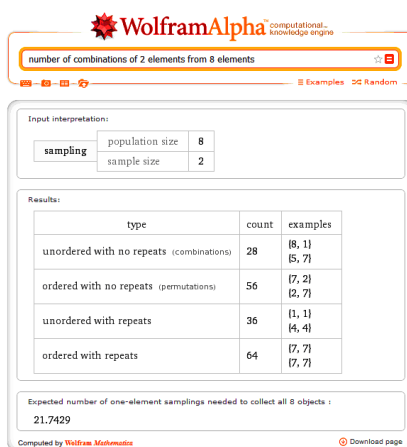 WolframAlpha computational... knowledge engine
number of combinations of 2 elements from 8 elements
Examples Random
Input interpretation:
sampling
population size 8
sample size 2
Results:
type count examples
unordered with no repeats (combinations) 28 {8, 1}
{5, 7}
ordered with no repeats (permutations) 56 {7, 2}
{2, 7}
unordered with repeats 36 {1, 1}
{4, 4}
ordered with repeats 64 {7, 7}
{7, 7}
Expected number of one-element samplings needed to collect all 8 objects :
21.7429
Computed by Wolfram Mathematica Download page